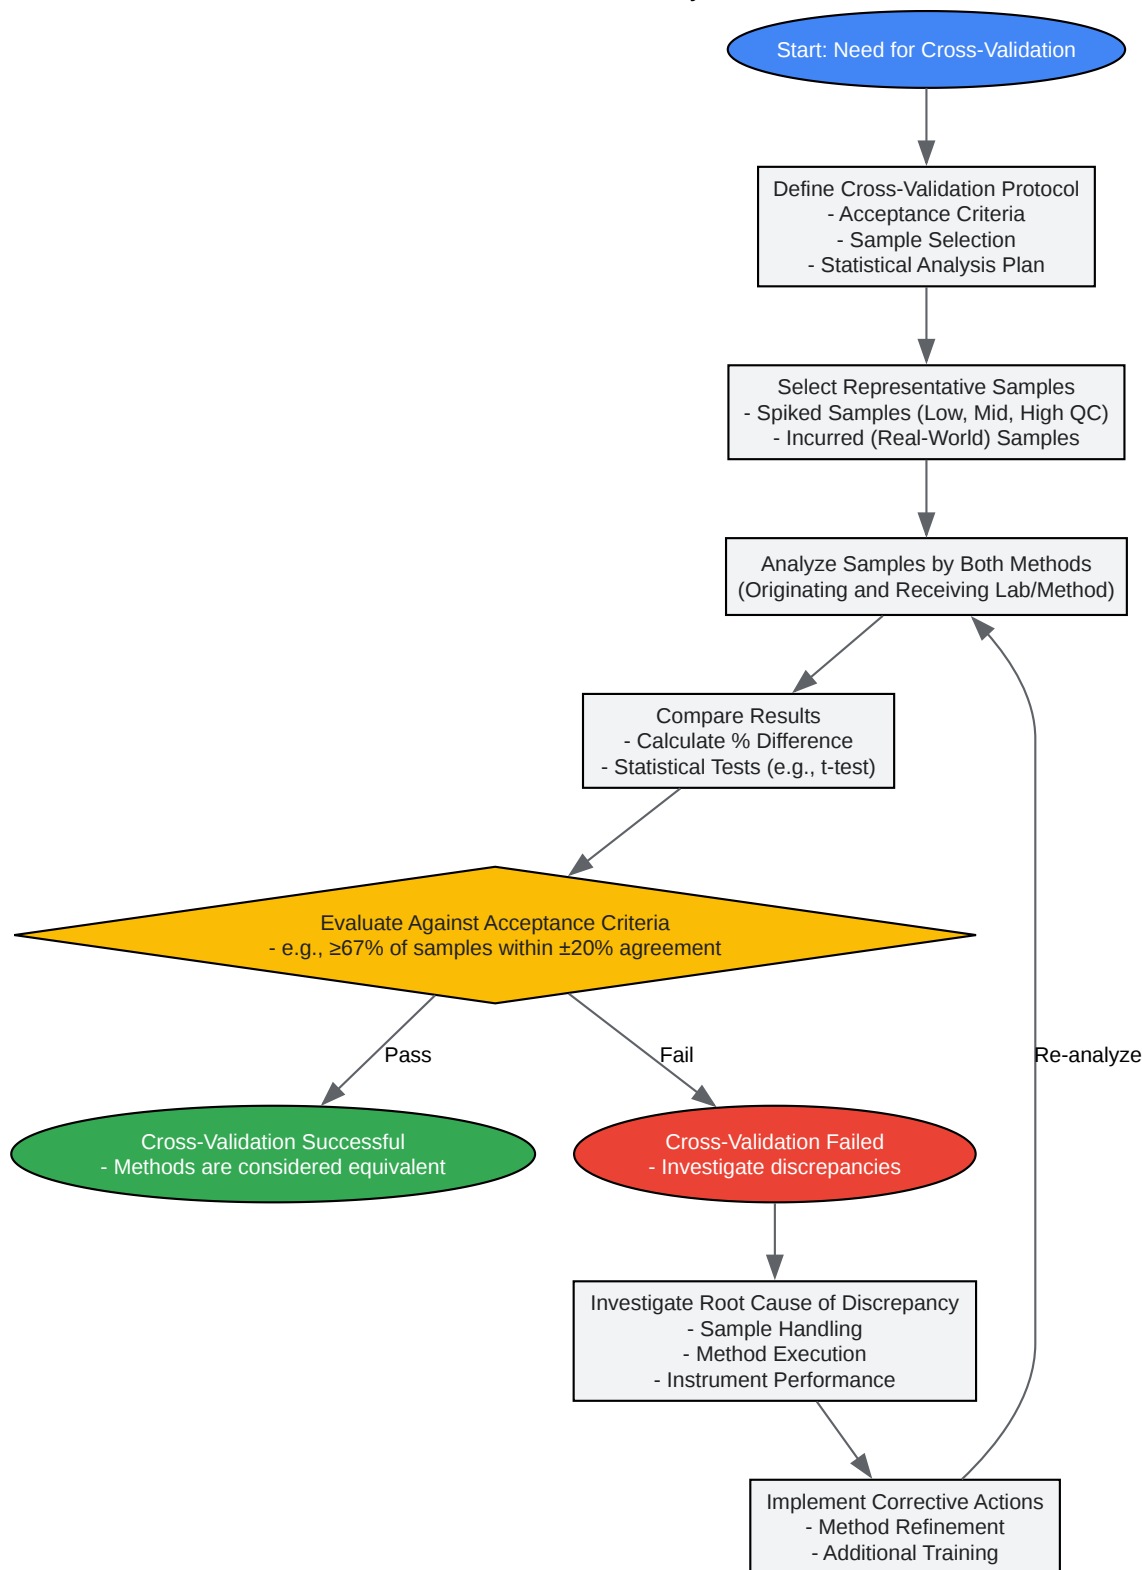 Start: Need for Cross-Validation
Define Cross-Validation Protocol
- Acceptance Criteria
- Sample Selection
- Statistical Analysis Plan
Select Representative Samples
- Spiked Samples (Low, Mid, High QC)
- Incurred (Real-World) Samples
Analyze Samples by Both Methods
(Originating and Receiving Lab/Method)
Compare Results
- Calculate % Difference
- Statistical Tests (e.g., t-test)
Evaluate Against Acceptance Criteria
- e.g., ≥67% of samples within ±20% agreement
Pass
Fail
Re-analyze
Cross-Validation Successful
- Methods are considered equivalent
Cross-Validation Failed
- Investigate discrepancies
Investigate Root Cause of Discrepancy
- Sample Handling
- Method Execution
- Instrument Performance
Implement Corrective Actions
- Method Refinement
- Additional Training